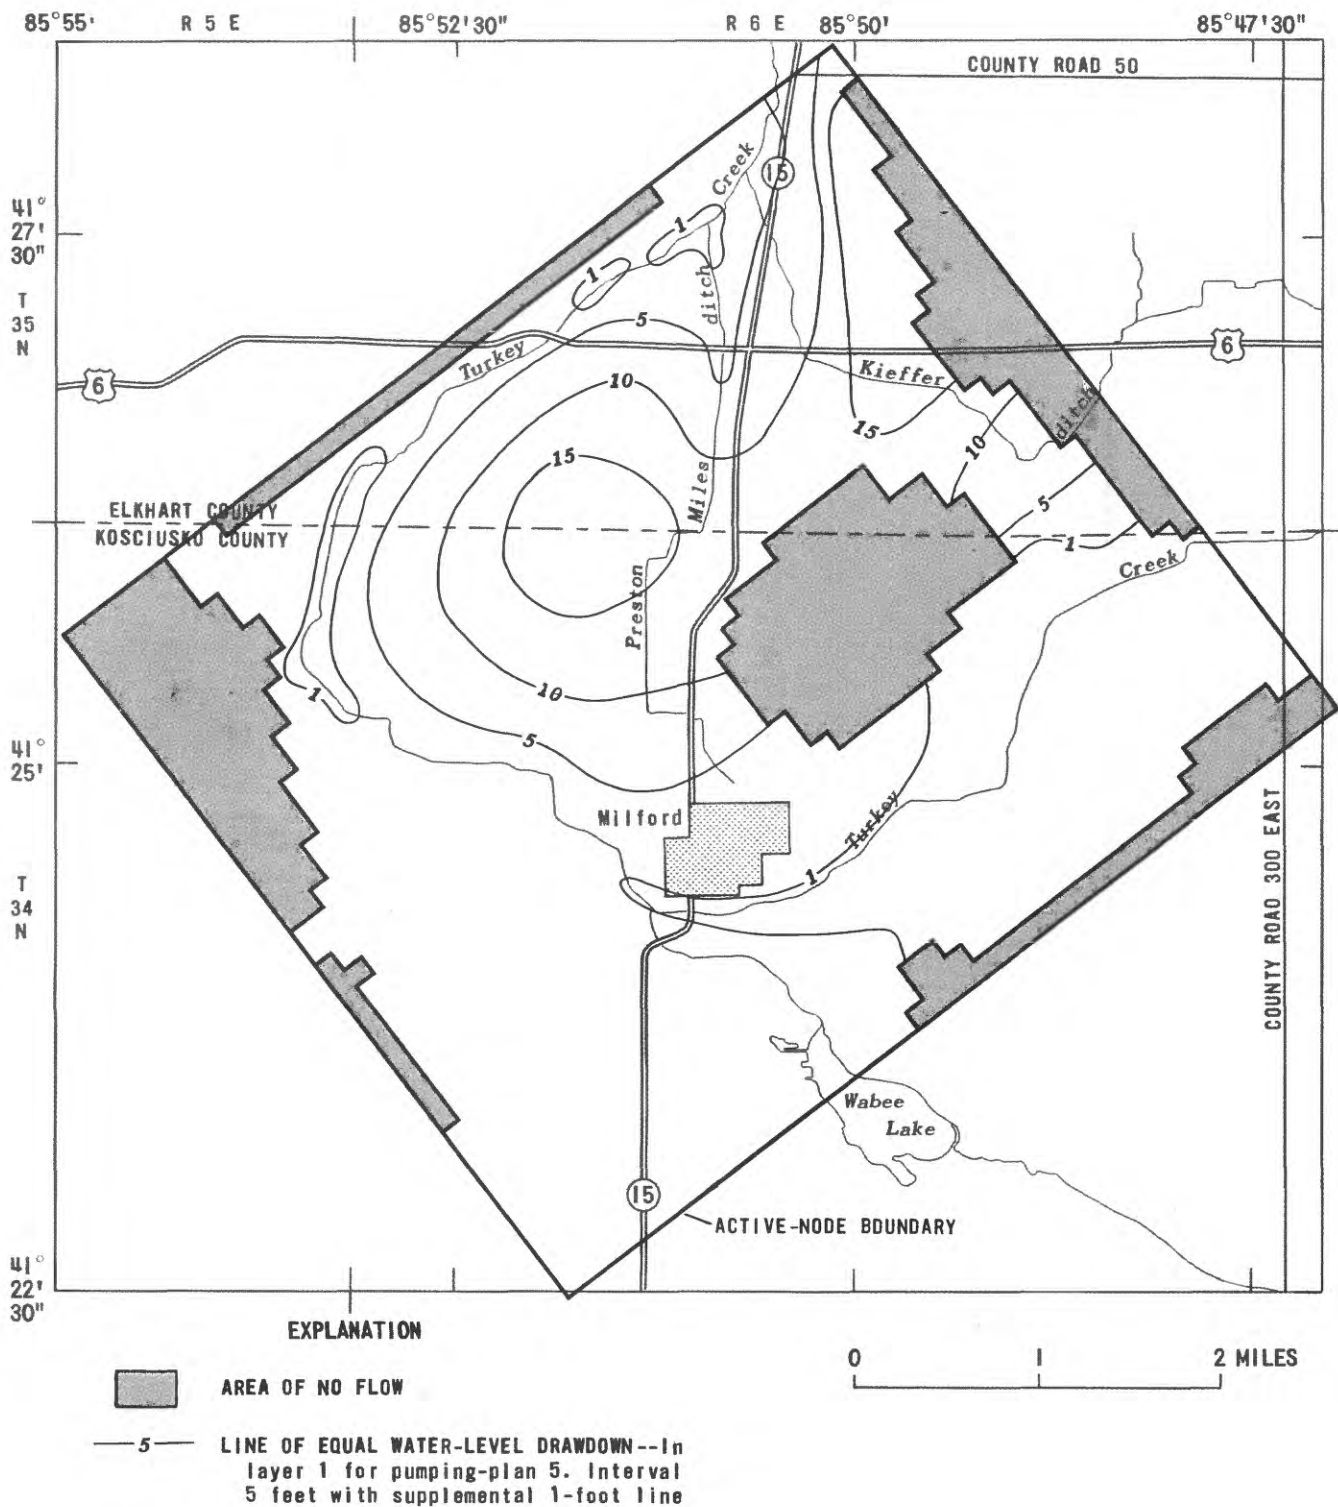 85°55' R 5 E 85°52'30" R 6 E 85°50' 85°47'30"
COUNTY ROAD 50
15
Creek
1
41°
27'
30"
1
ditch
T
35
N
5
Turkey
6
6
10
Kieffer
ditch
15
10
15
Miles
5
ELKHART COUNTY
KOSCIUSKO COUNTY
1
Creek
Preston
1
10
5
41°
25'
Milford
Turkey
1
T
34
N
COUNTY ROAD 300 EAST
Wabee
Lake
15
ACTIVE-NODE BOUNDARY
41°
22'
30"
EXPLANATION
0 1 2 MILES
AREA OF NO FLOW
5 LINE OF EQUAL WATER-LEVEL DRAWDOWN--In
layer 1 for pumping-plan 5. Interval
5 feet with supplemental 1-foot line